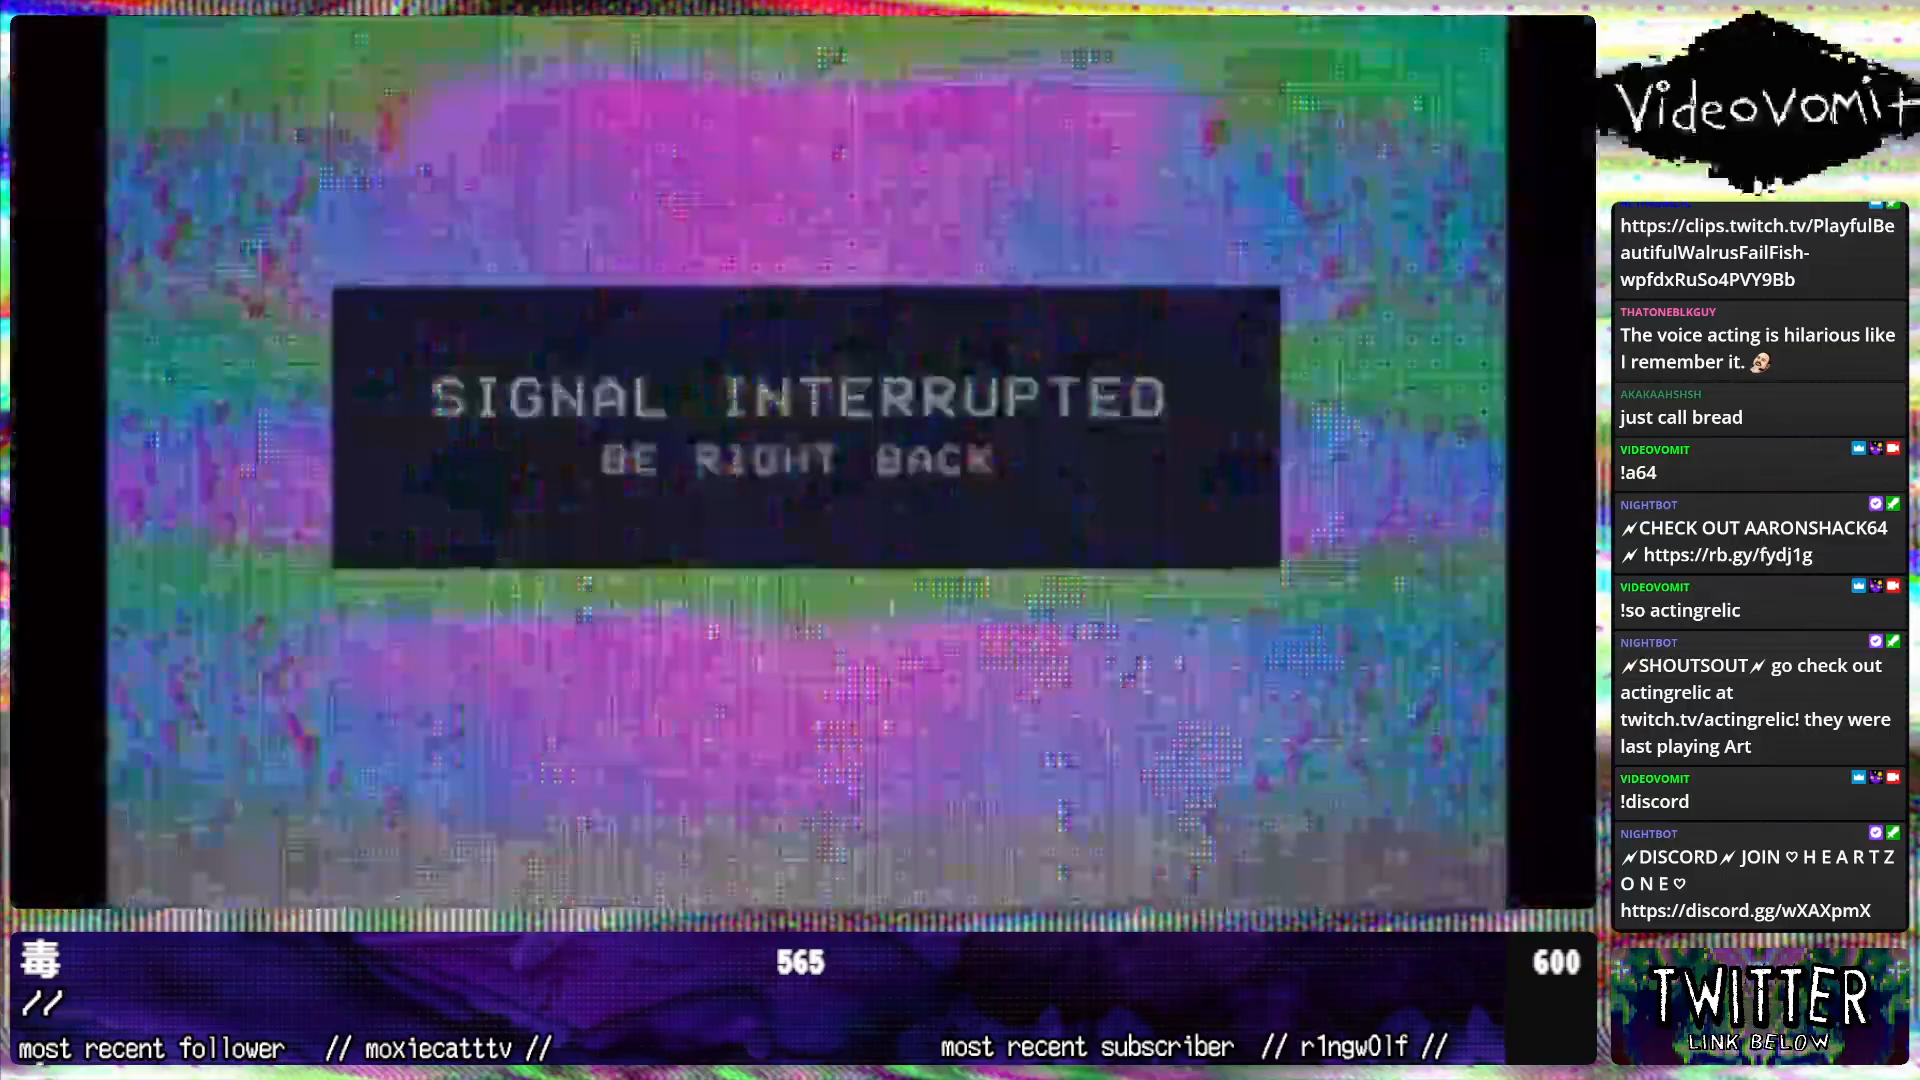 SIGNAL INTERRUPTED
BE RIGHT BACK
Videovomit
https://clips.twitch.tv/PlayfulBe
autifulWalrusFailFish-
wpfdxRuSo4PVY9Bb
THATONEBLKGUY
The voice acting is hilarious like
I remember it.
AKAKAAHSHSH
just call bread
VIDEOVOMIT
!a64
NIGHTBOT
⚡CHECK OUT AARONSHACK64
⚡ https://rb.gy/fydj1g
VIDEOVOMIT
!so actingrelic
NIGHTBOT
⚡SHOUTSOUT⚡ go check out
actingrelic at
twitch.tv/actingrelic! they were
last playing Art
VIDEOVOMIT
!discord
NIGHTBOT
⚡DISCORD⚡ JOIN ♡ H E A R T Z
O N E ♡
https://discord.gg/wXAXpmX
毒 565 600
//
most recent follower // moxiecatttv //
most recent subscriber // r1ngw0lf //
TWITTER
LINK BELOW